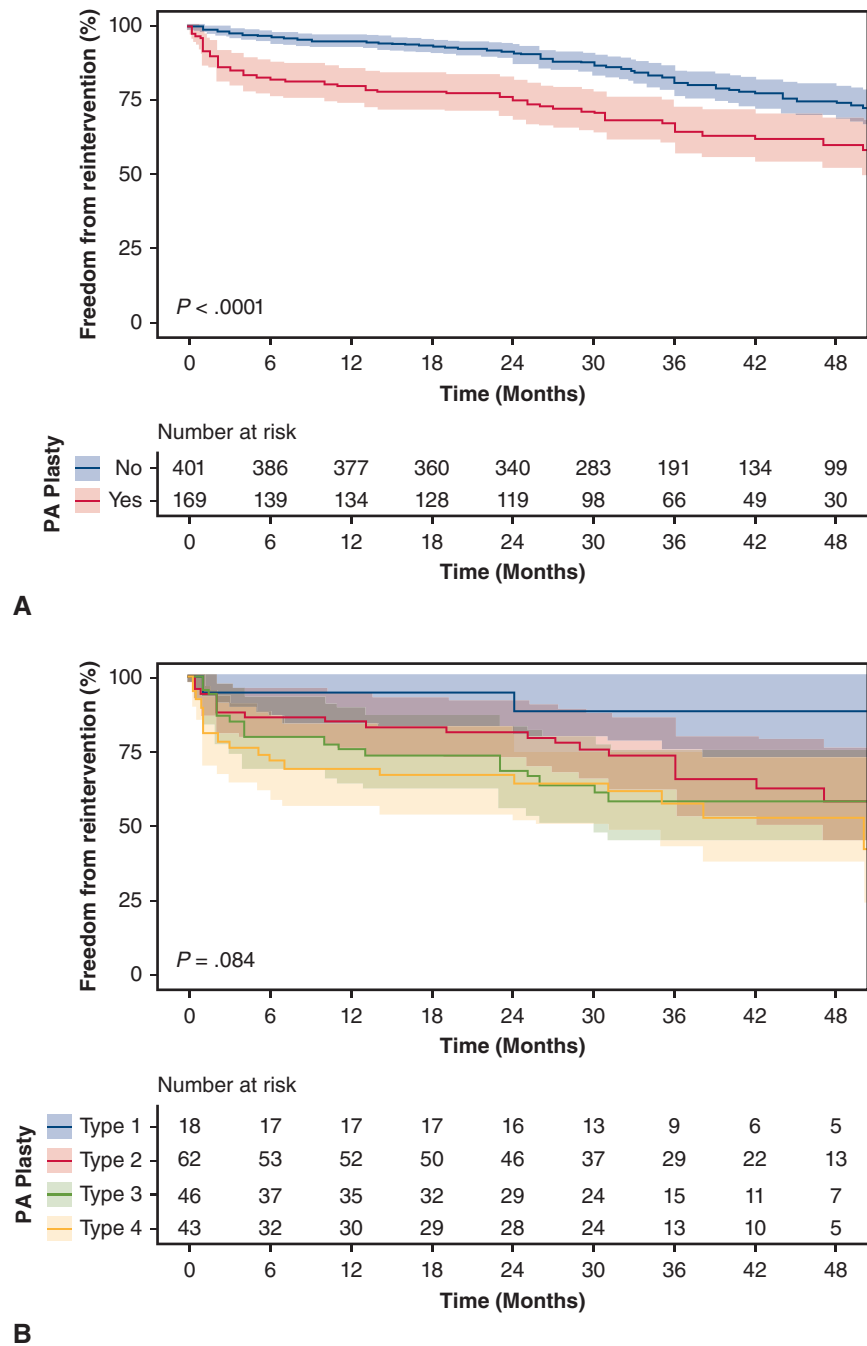 Freedom from reintervention (%)
100
75
50
25
0
P < .0001
0 6 12 18 24 30 36 42 48
Time (Months)
Number at risk
PA Plasty
No 401 386 377 360 340 283 191 134 99
Yes 169 139 134 128 119 98 66 49 30
0 6 12 18 24 30 36 42 48
Time (Months)
A
Freedom from reintervention (%)
100
75
50
25
0
P = .084
0 6 12 18 24 30 36 42 48
Time (Months)
Number at risk
PA Plasty
Type 1 18 17 17 17 16 13 9 6 5
Type 2 62 53 52 50 46 37 29 22 13
Type 3 46 37 35 32 29 24 15 11 7
Type 4 43 32 30 29 28 24 13 10 5
0 6 12 18 24 30 36 42 48
Time (Months)
B